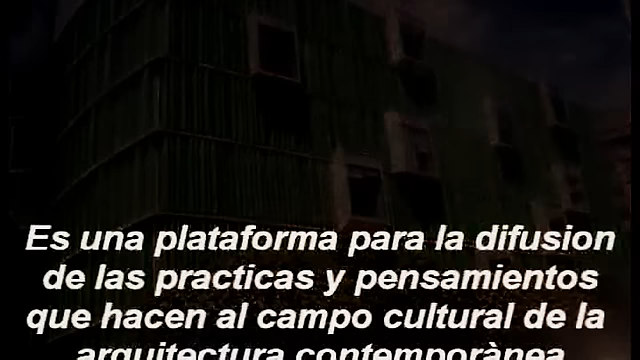 Es una plataforma para la difusion
de las practicas y pensamientos
que hacen al campo cultural de la
arquitectura contemporànea